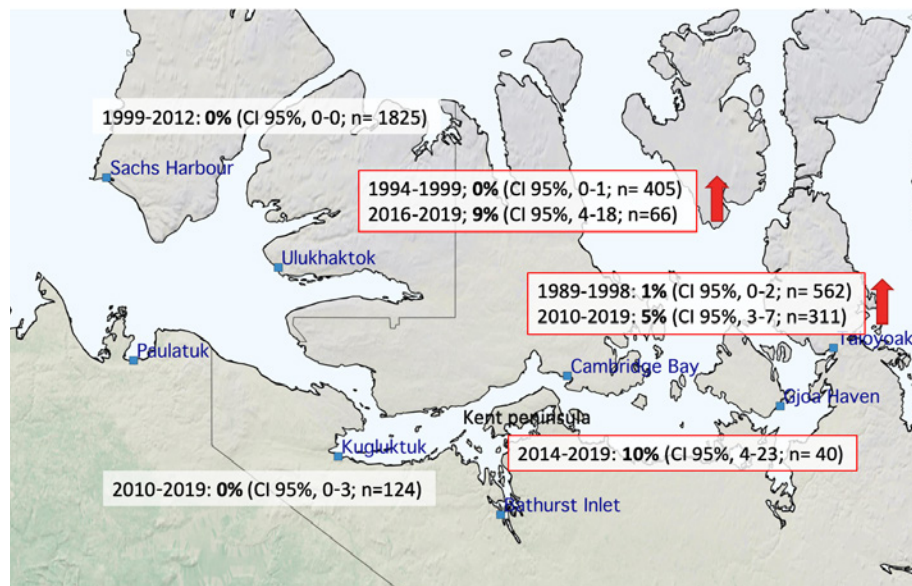 1999-2012: 0% (CI 95%, 0-0; n= 1825)
Sachs Harbour
1994-1999; 0% (CI 95%, 0-1; n= 405)
2016-2019; 9% (CI 95%, 4-18; n=66)
Ulukhaktok
1989-1998: 1% (CI 95%, 0-2; n= 562)
2010-2019: 5% (CI 95%, 3-7; n=311)
Taloyoak
Paulatuk
Cambridge Bay
Gjoa Haven
Kent peninsula
Kugluktuk
2014-2019: 10% (CI 95%, 4-23; n= 40)
2010-2019: 0% (CI 95%, 0-3; n=124)
Bathurst Inlet